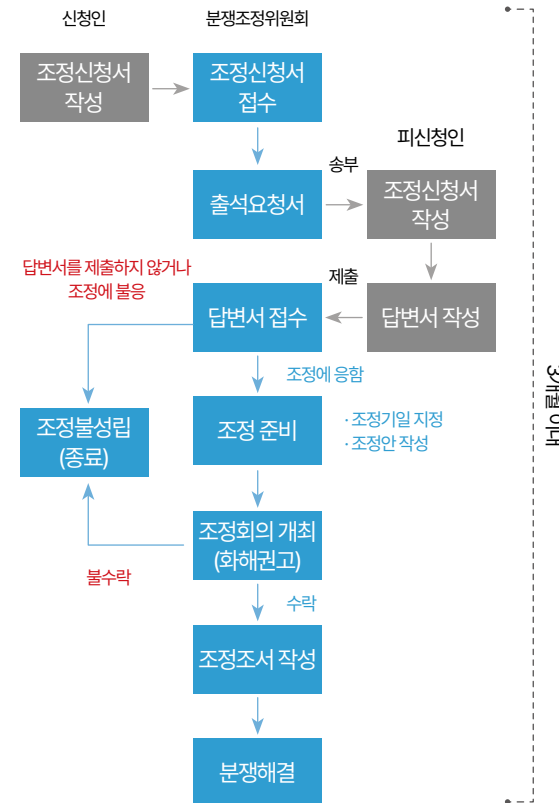 신청인
분쟁조정위원회
조정신청서
작성
조정신청서
접수
피신청인
출석요청서
송부
조정신청서
작성
답변서를 제출하지 않거나
조정에 불응
제출
답변서 접수
답변서 작성
조정에 응함
3개월 이내
조정불성립
(종료)
조정 준비
· 조정기일 지정
· 조정안 작성
조정회의 개최
(화해권고)
불수락
수락
조정조서 작성
분쟁해결